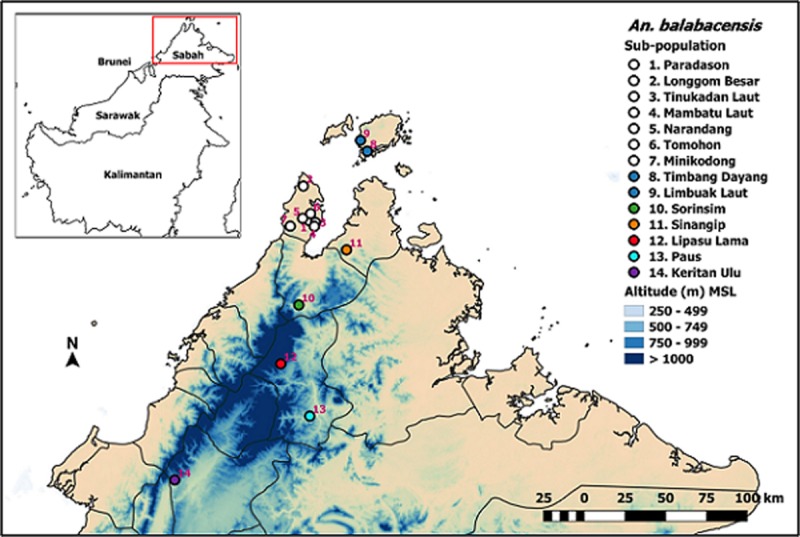 Brunei
Sabah
Sarawak
Kalimantan
An. balabacensis
Sub-population
1. Paradason
2. Longgom Besar
3. Tinukadan Laut
4. Mambatu Laut
5. Narandang
6. Tomohon
7. Minikodong
8. Timbang Dayang
9. Limbuak Laut
10. Sorinsim
11. Sinangip
12. Lipasu Lama
13. Paus
14. Keritan Ulu
Altitude (m) MSL
250 - 499
500 - 749
750 - 999
> 1000
9
8
5
1
3
4
11
10
12
13
14
N
25 0 25 50 75 100 km